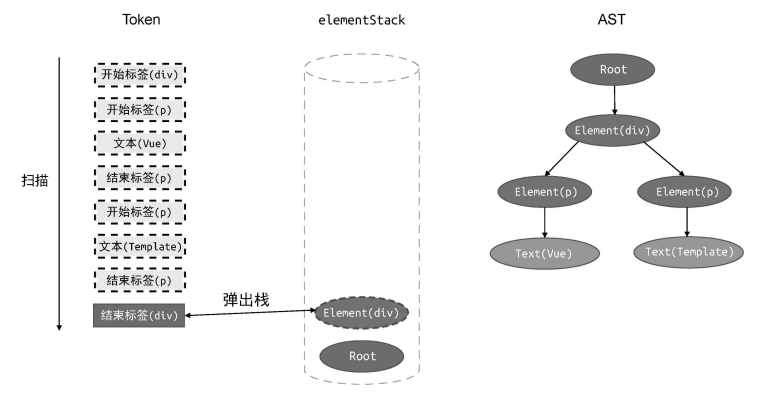 Token
elementStack
AST
扫描
开始标签(div)
开始标签(p)
文本(Vue)
结束标签(p)
开始标签(p)
文本(Template)
结束标签(p)
结束标签(div)
弹出栈
Element(div)
Root
Root
Element(div)
Element(p)
Element(p)
Text(Vue)
Text(Template)